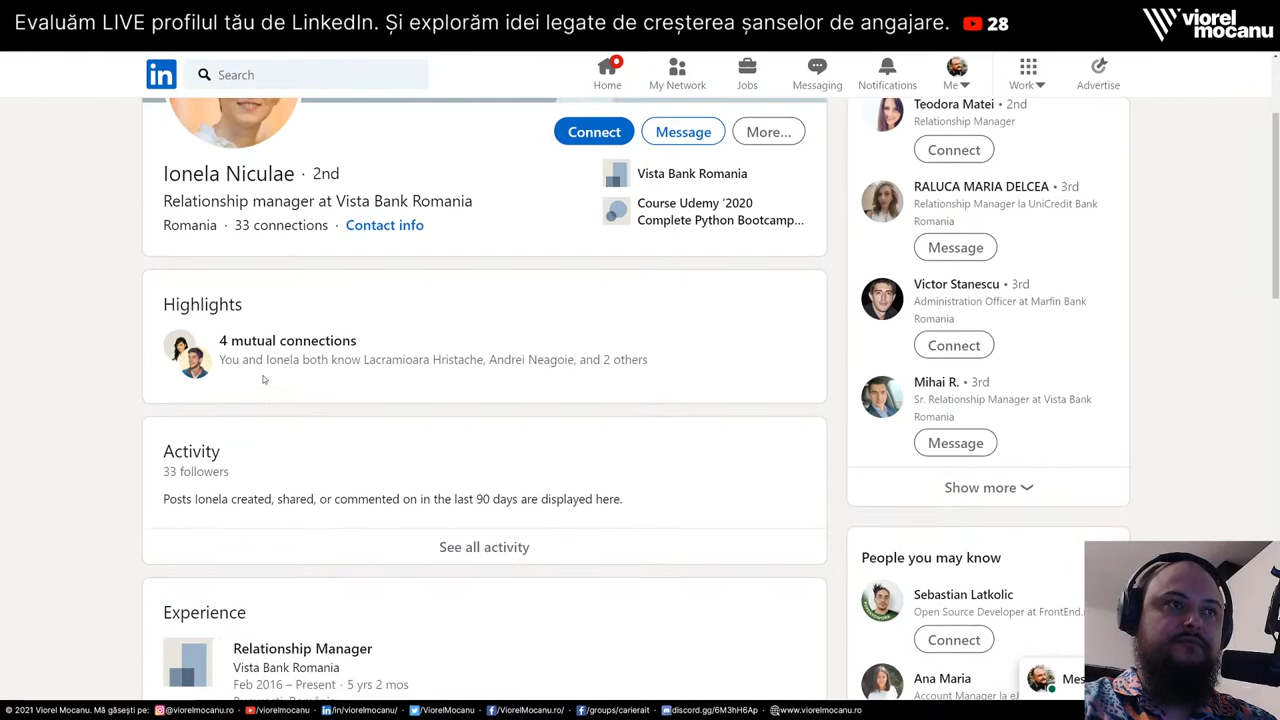 Evaluăm LIVE profilul tău de LinkedIn. Și explorăm idei legate de creșterea șanselor de angajare.
28
viorel
mocanu
in
Search
Home
My Network
Jobs
Messaging
Notifications
Me
Work
Advertise
Connect
Message
More...
Ionela Niculae · 2nd
Relationship manager at Vista Bank Romania
Romania · 33 connections · Contact info
Vista Bank Romania
Course Udemy '2020
Complete Python Bootcamp...
Highlights
4 mutual connections
You and Ionela both know Lacramioara Hristache, Andrei Neagoie, and 2 others
Activity
33 followers
Posts Ionela created, shared, or commented on in the last 90 days are displayed here.
See all activity
Experience
Relationship Manager
Vista Bank Romania
Feb 2016 – Present · 5 yrs 2 mos
Teodora Matei • 2nd
Relationship Manager
Connect
RALUCA MARIA DELCEA • 3rd
Relationship Manager la UniCredit Bank
Romania
Message
Victor Stanescu • 3rd
Administration Officer at Marfin Bank
Romania
Connect
Mihai R. • 3rd
Sr. Relationship Manager at Vista Bank
Romania
Message
Show more
People you may know
Sebastian Latkolic
Open Source Developer at FrontEnd.
Connect
Ana Maria
Account Manager la
Mes
© 2021 Viorel Mocanu. Mă găsești pe: @viorelmocanu.ro /viorelmocanu /in/viorelmocanu/ /ViorelMocanu /ViorelMocanu.ro/ /groups/carierait discord.gg/6M3hH6Ap www.viorelmocanu.ro